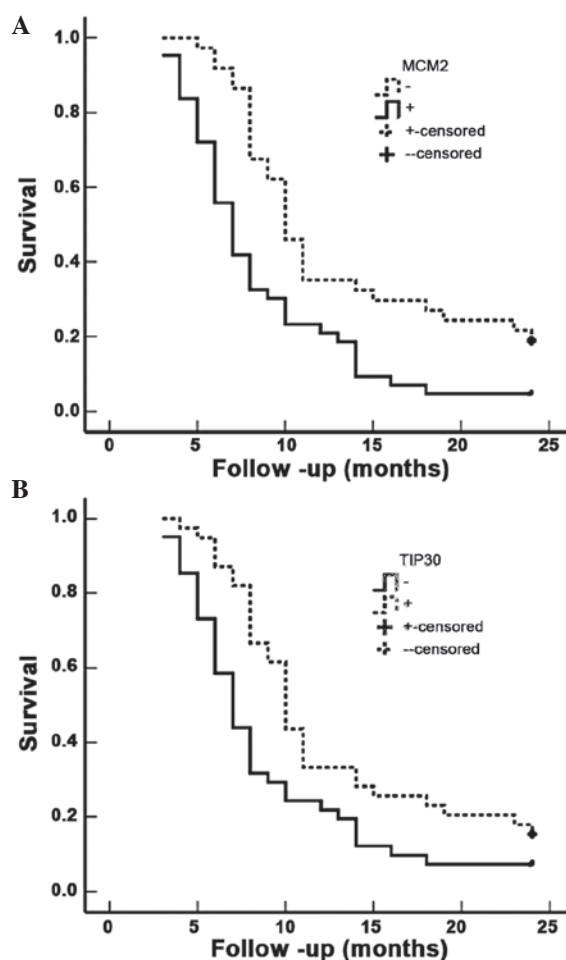 A
1.0
0.8
0.6
0.4
0.2
0.0
Survival
MCM2
-
+
+-censored
--censored
0 5 10 15 20 25
Follow -up (months)
B
1.0
0.8
0.6
0.4
0.2
0.0
Survival
TIP30
-
+
+-censored
--censored
0 5 10 15 20 25
Follow -up (months)